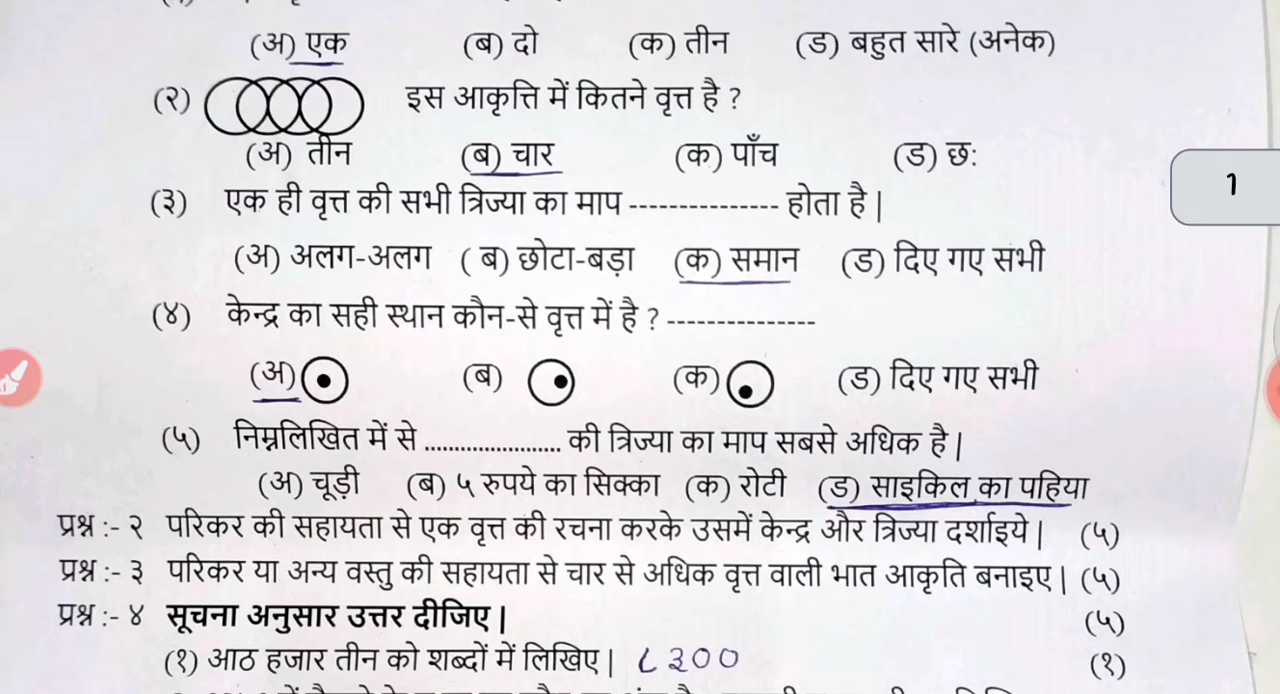 (अ) एक (ब) दो (क) तीन (ड) बहुत सारे (अनेक)
(२) इस आकृत्ति में कितने वृत्त है ?
(अ) तीन (ब) चार (क) पाँच (ड) छः
(३) एक ही वृत्त की सभी त्रिज्या का माप --------------- होता है |
(अ) अलग-अलग ( ब) छोटा-बड़ा (क) समान (ड) दिए गए सभी
1
(४) केन्द्र का सही स्थान कौन-से वृत्त में है ? ---------------
(अ) (ब) (क) (ड) दिए गए सभी
(५) निम्नलिखित में से ..................... की त्रिज्या का माप सबसे अधिक है |
(अ) चूड़ी (ब) ५ रुपये का सिक्का (क) रोटी (ड) साइकिल का पहिया
प्रश्न :- २ परिकर की सहायता से एक वृत्त की रचना करके उसमें केन्द्र और त्रिज्या दर्शाइये | (५)
प्रश्न :- ३ परिकर या अन्य वस्तु की सहायता से चार से अधिक वृत्त वाली भात आकृति बनाइए | (५)
प्रश्न :- ४ सूचना अनुसार उत्तर दीजिए | (५)
(१) आठ हजार तीन को शब्दों में लिखिए | ८३०० (१)